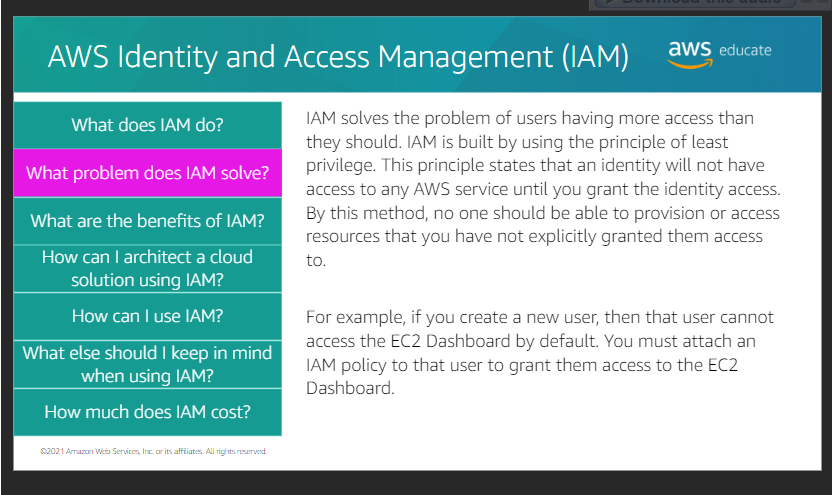 Download this audio
AWS Identity and Access Management (IAM)
aws educate
What does IAM do?
What problem does IAM solve?
What are the benefits of IAM?
How can I architect a cloud
solution using IAM?
How can I use IAM?
What else should I keep in mind
when using IAM?
How much does IAM cost?
IAM solves the problem of users having more access than
they should. IAM is built by using the principle of least
privilege. This principle states that an identity will not have
access to any AWS service until you grant the identity access.
By this method, no one should be able to provision or access
resources that you have not explicitly granted them access
to.
For example, if you create a new user, then that user cannot
access the EC2 Dashboard by default. You must attach an
IAM policy to that user to grant them access to the EC2
Dashboard.
©2021 Amazon Web Services, Inc. or its affiliates. All rights reserved.